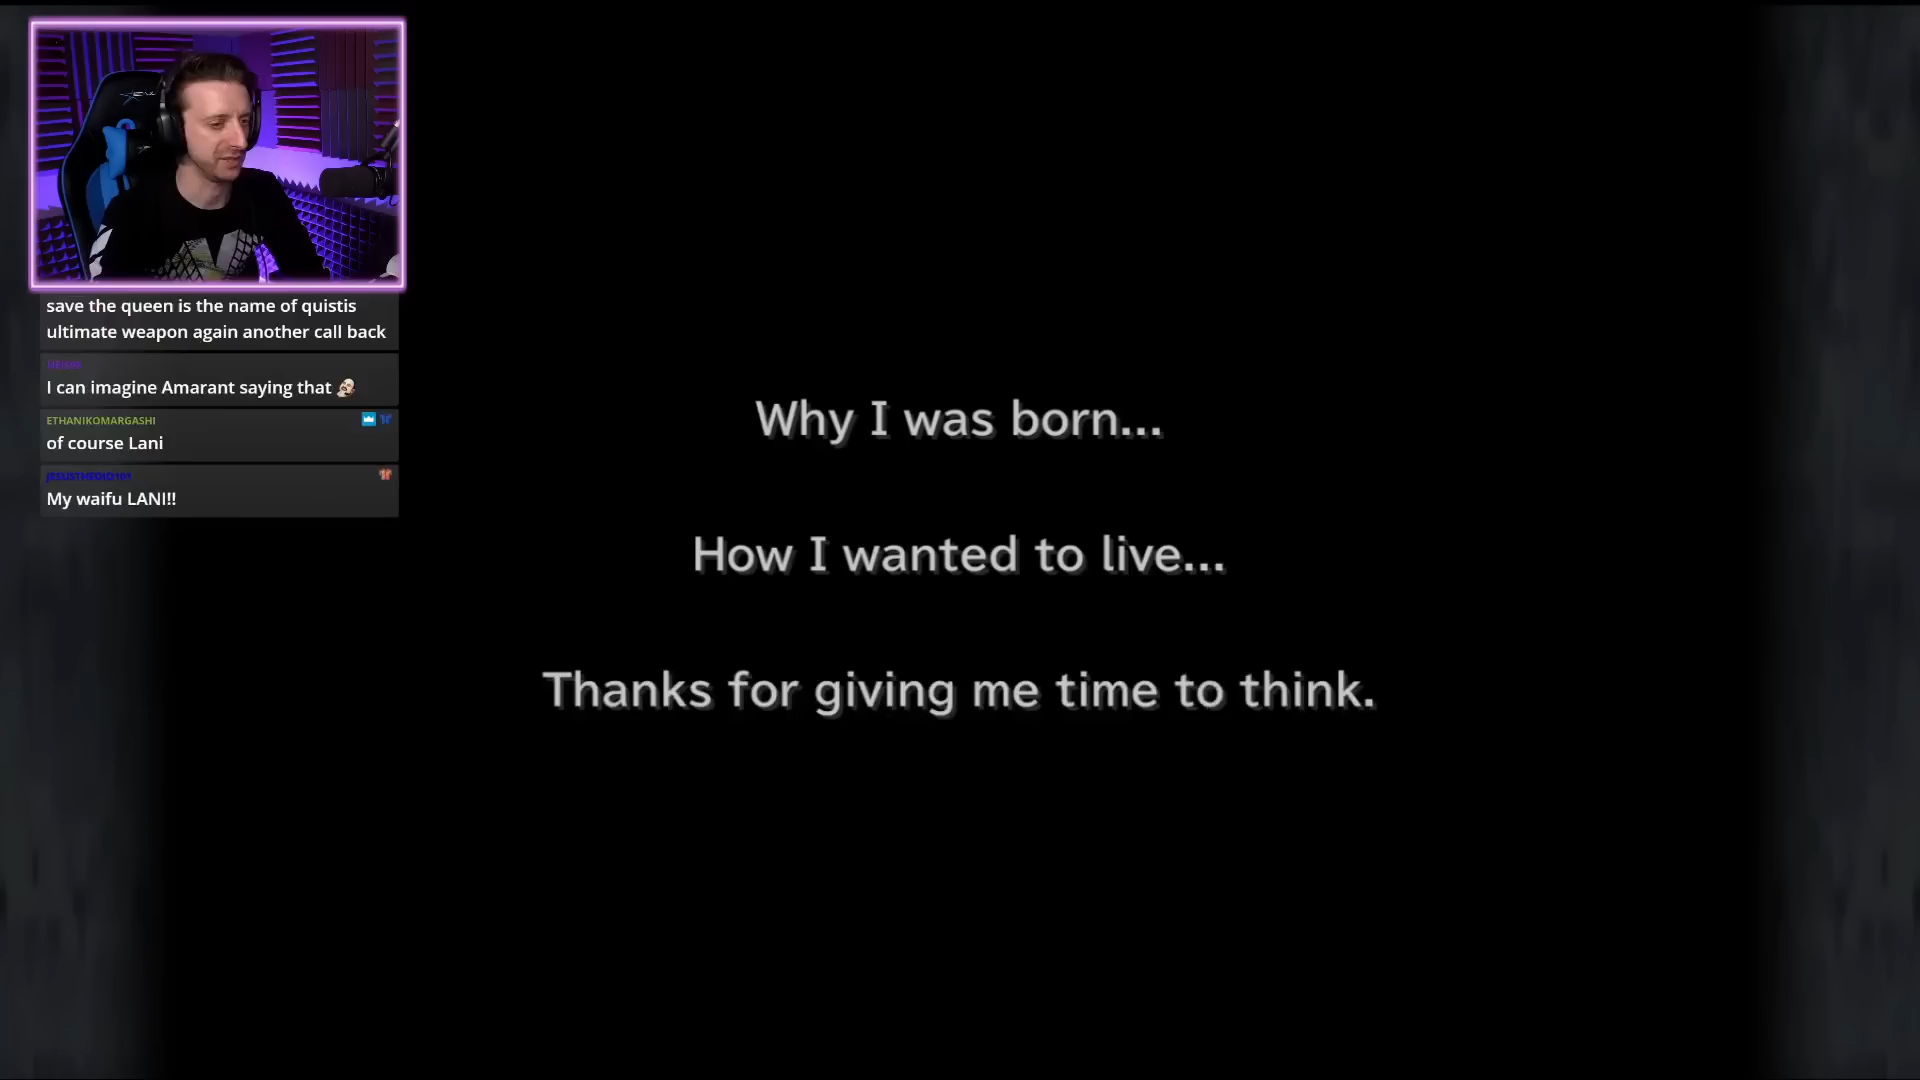 save the queen is the name of quistis
ultimate weapon again another call back
I can imagine Amarant saying that
ETHANIKOMARGASHI
of course Lani
My waifu LANI!!
Why I was born...
How I wanted to live...
Thanks for giving me time to think.